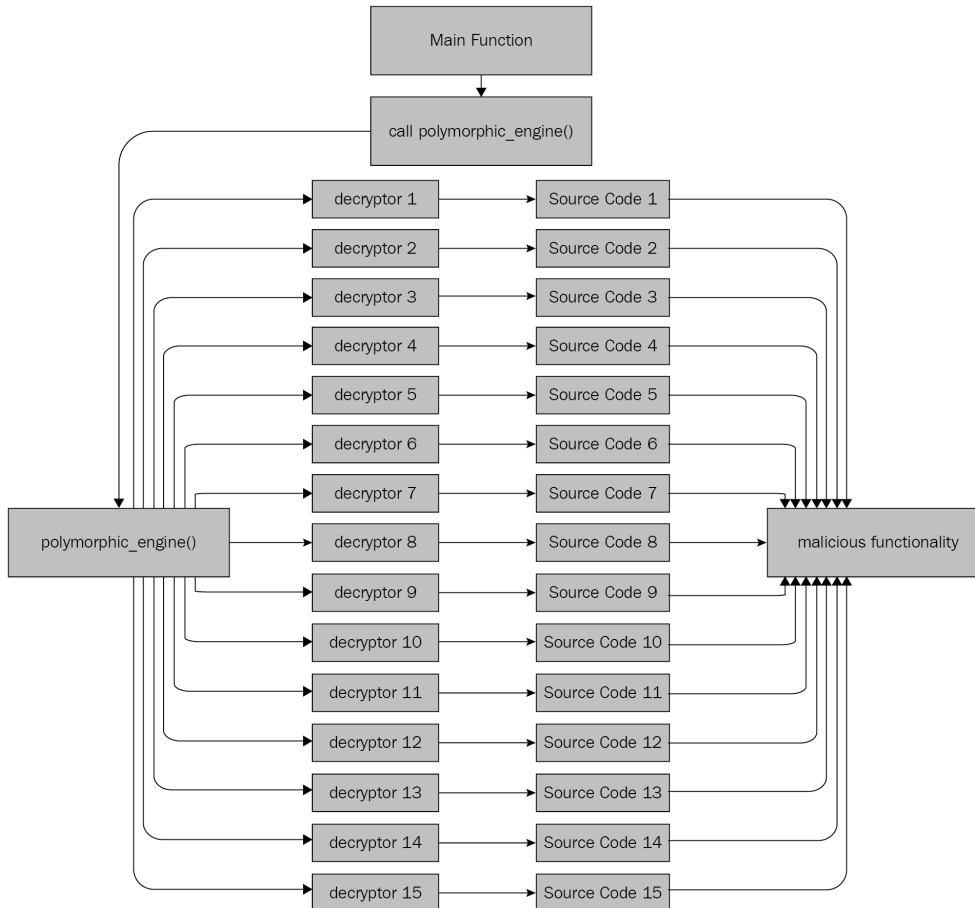 Main Function
call polymorphic_engine()
decryptor 1
Source Code 1
decryptor 2
Source Code 2
decryptor 3
Source Code 3
decryptor 4
Source Code 4
decryptor 5
Source Code 5
decryptor 6
Source Code 6
decryptor 7
Source Code 7
polymorphic_engine()
decryptor 8
Source Code 8
malicious functionality
decryptor 9
Source Code 9
decryptor 10
Source Code 10
decryptor 11
Source Code 11
decryptor 12
Source Code 12
decryptor 13
Source Code 13
decryptor 14
Source Code 14
decryptor 15
Source Code 15